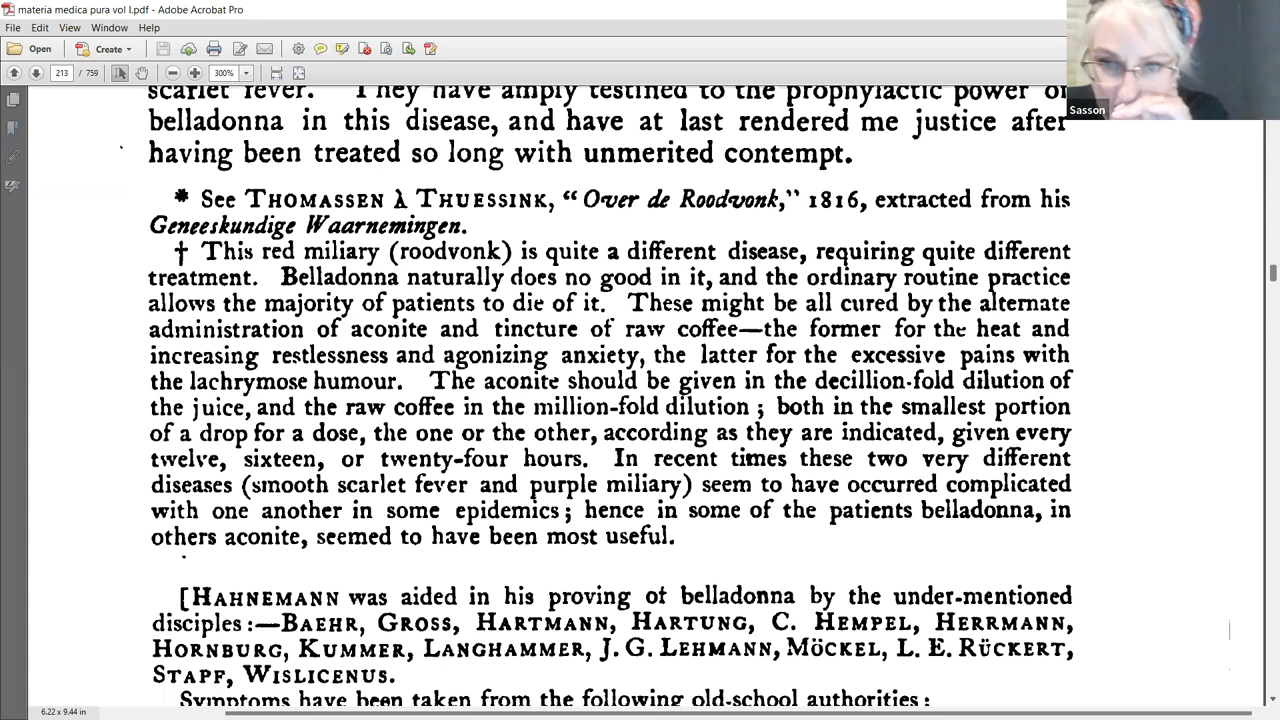 materia medica pura vol I.pdf - Adobe Acrobat Pro
File Edit View Window Help
Open Create
213 / 759 300%
Sasson
scarlet fever. They have amply testified to the prophylactic power of
belladonna in this disease, and have at last rendered me justice after
having been treated so long with unmerited contempt.
* See THOMASSEN À THUESSINK, “Over de Roodvonk,” 1816, extracted from his
Geneeskundige Waarnemingen.
† This red miliary (roodvonk) is quite a different disease, requiring quite different
treatment. Belladonna naturally does no good in it, and the ordinary routine practice
allows the majority of patients to die of it. These might be all cured by the alternate
administration of aconite and tincture of raw coffee—the former for the heat and
increasing restlessness and agonizing anxiety, the latter for the excessive pains with
the lachrymose humour. The aconite should be given in the decillion-fold dilution of
the juice, and the raw coffee in the million-fold dilution ; both in the smallest portion
of a drop for a dose, the one or the other, according as they are indicated, given every
twelve, sixteen, or twenty-four hours. In recent times these two very different
diseases (smooth scarlet fever and purple miliary) seem to have occurred complicated
with one another in some epidemics ; hence in some of the patients belladonna, in
others aconite, seemed to have been most useful.
[HAHNEMANN was aided in his proving of belladonna by the under-mentioned
disciples :—BAEHR, GROSS, HARTMANN, HARTUNG, C. HEMPEL, HERRMANN,
HORNBURG, KUMMER, LANGHAMMER, J. G. LEHMANN, MÖCKEL, L. E. RÜCKERT,
STAPF, WISLICENUS.
Symptoms have been taken from the following old-school authorities :
6.22 x 9.44 in